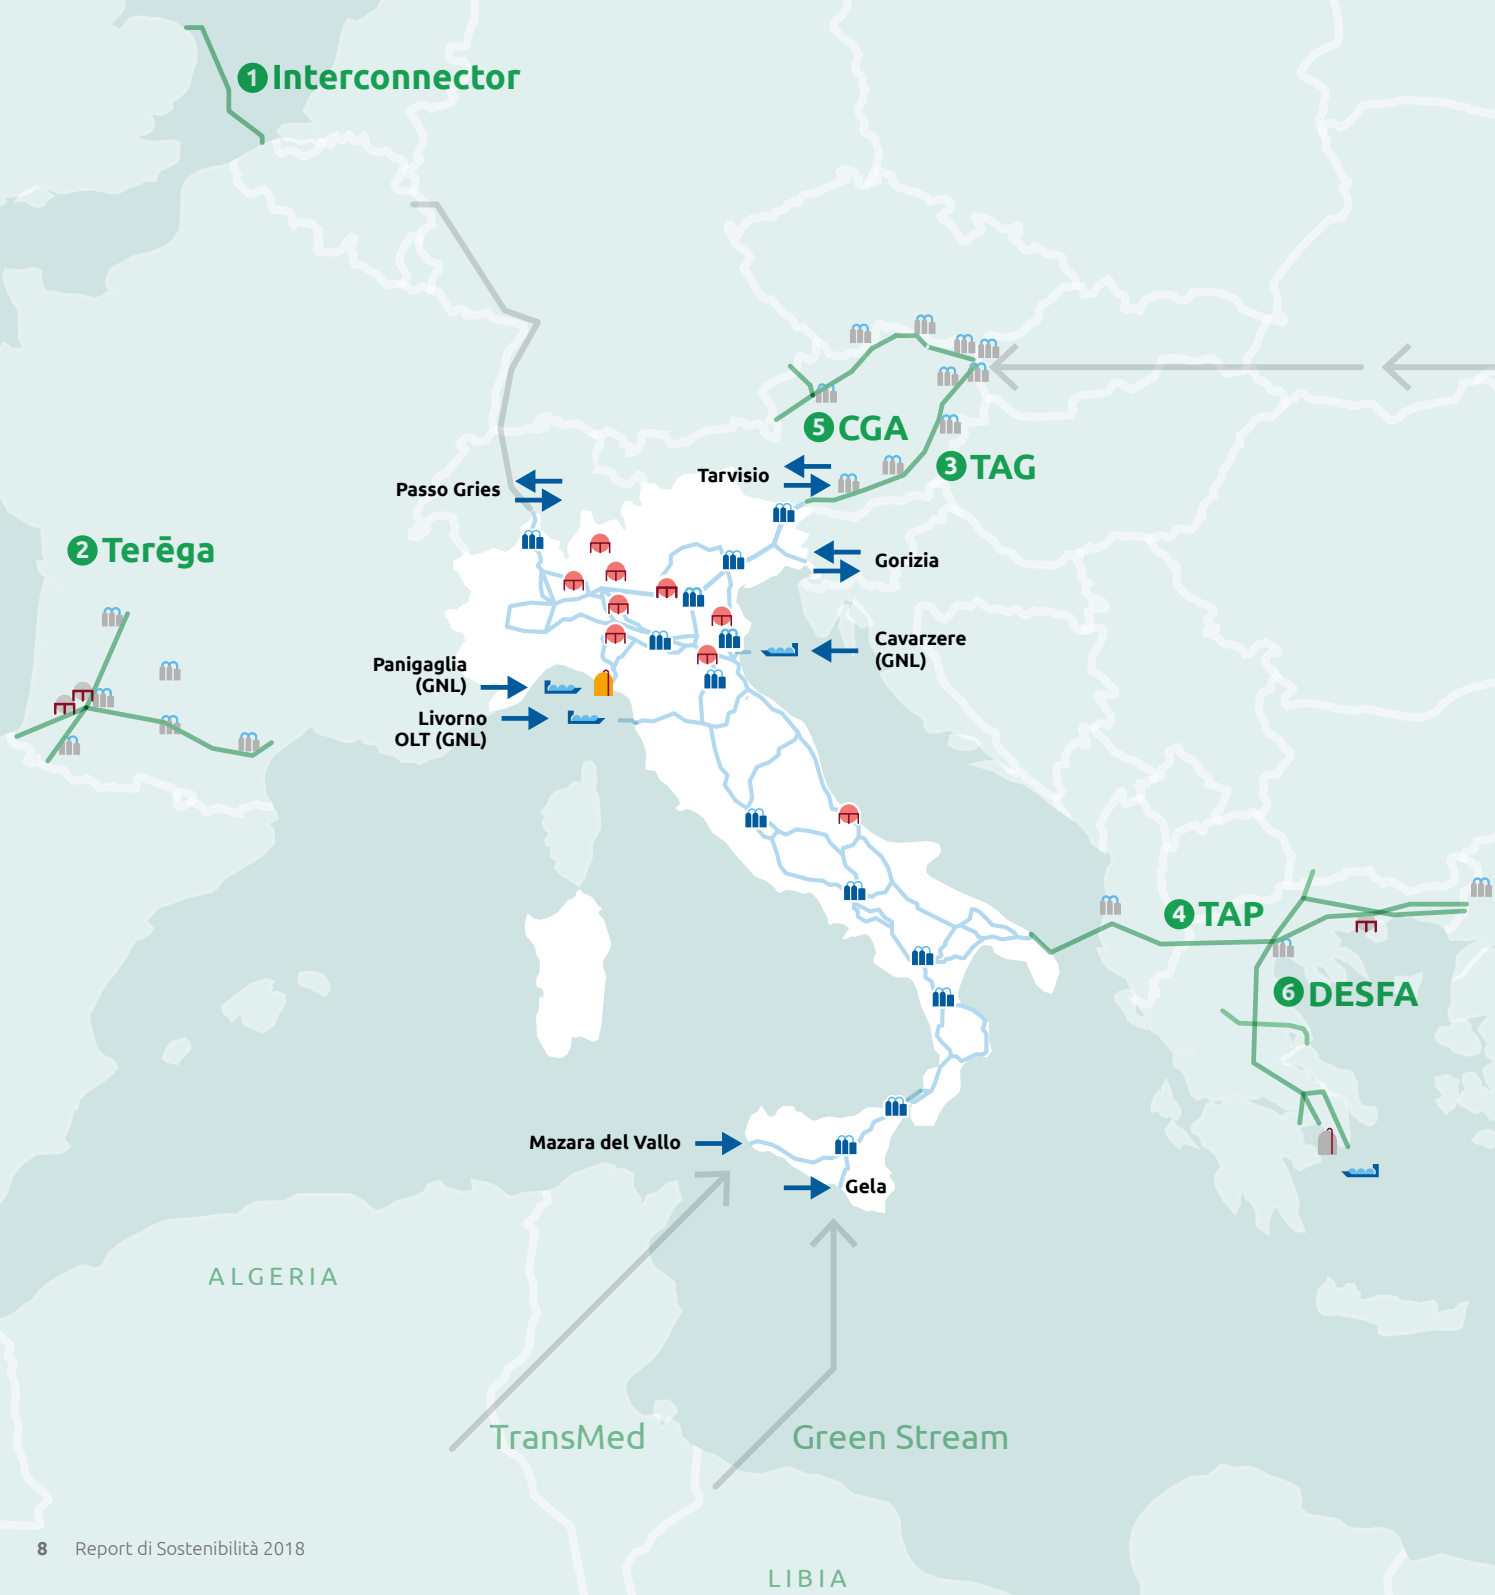 1 Interconnector
5 CGA
3 TAG
Tarvisio
Passo Gries
2 Terēga
Gorizia
Cavarzere
(GNL)
Panigaglia
(GNL)
Livorno
OLT (GNL)
4 TAP
6 DESFA
Mazara del Vallo
Gela
ALGERIA
TransMed
Green Stream
8 Report di Sostenibilità 2018
LIBIA